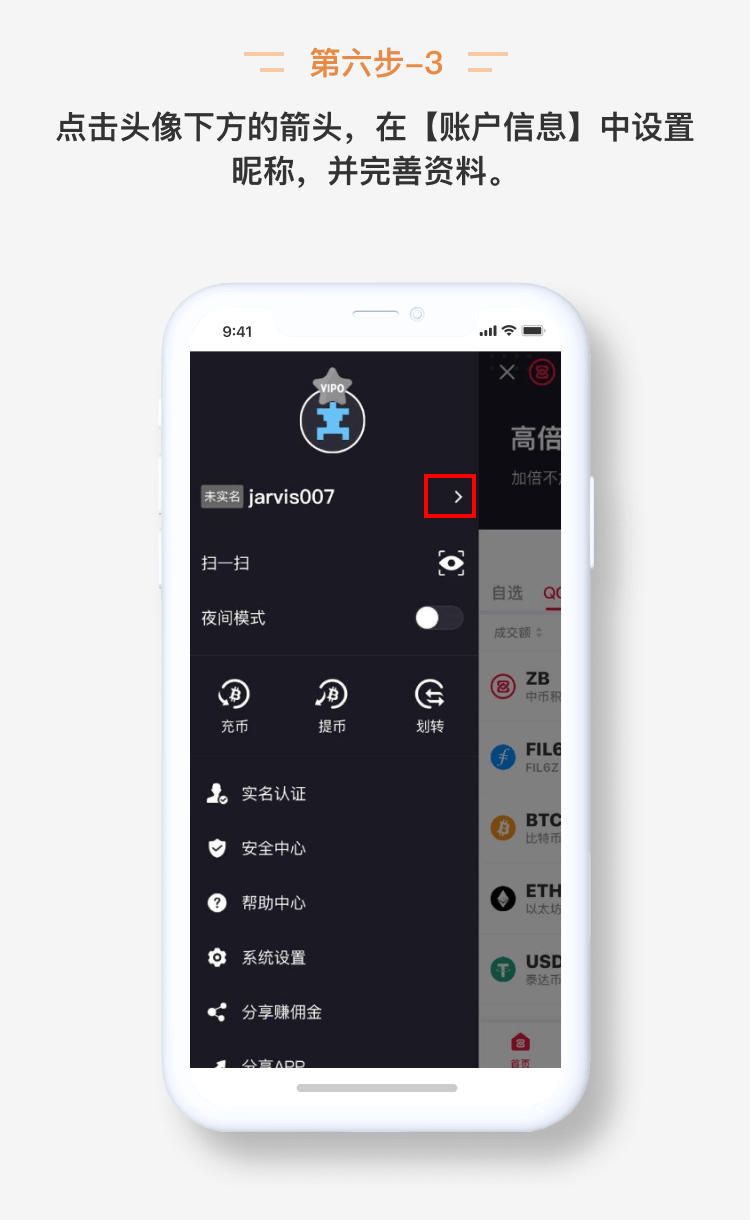 第六步-3
点击头像下方的箭头，在【账户信息】中设置
昵称，并完善资料。
9:41
VIP0
未实名 jarvis007
扫一扫
夜间模式
充币 提币 划转
实名认证
安全中心
帮助中心
系统设置
分享赚佣金
分享APP
高倍
加倍不
自选
成交额
ZB
中币积
FIL6
FIL6Z
BTC
比特币
ETH
以太坊
USD
泰达币
首页